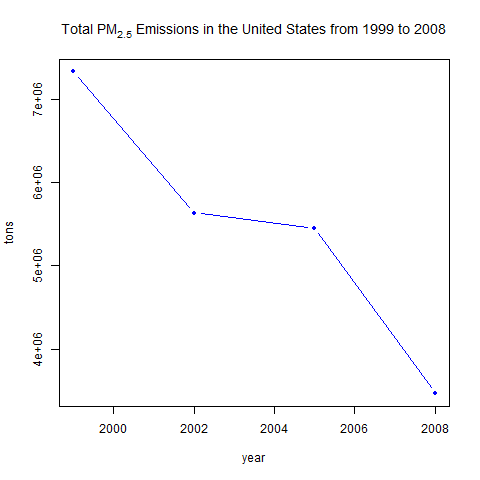 Total PM2.5 Emissions in the United States from 1999 to 2008
7e+06
6e+06
5e+06
4e+06
tons
2000 2002 2004 2006 2008
year